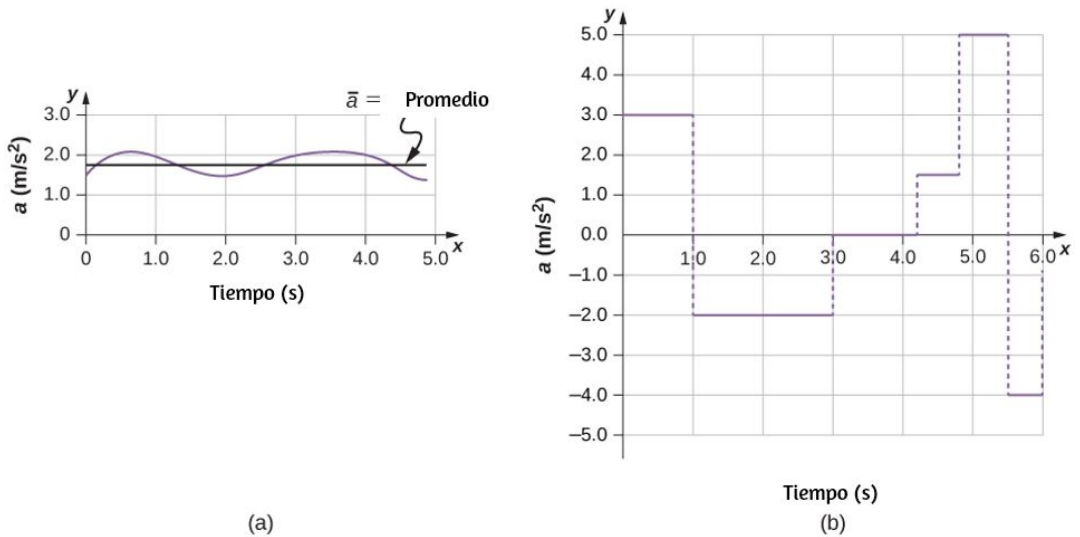 y
ā = Promedio
3.0
2.0
1.0
0
a (m/s²)
0 1.0 2.0 3.0 4.0 5.0 x
Tiempo (s)
(a)
y
5.0
4.0
3.0
2.0
1.0
0.0
–1.0
–2.0
–3.0
–4.0
–5.0
a (m/s²)
1.0 2.0 3.0 4.0 5.0 6.0 x
Tiempo (s)
(b)